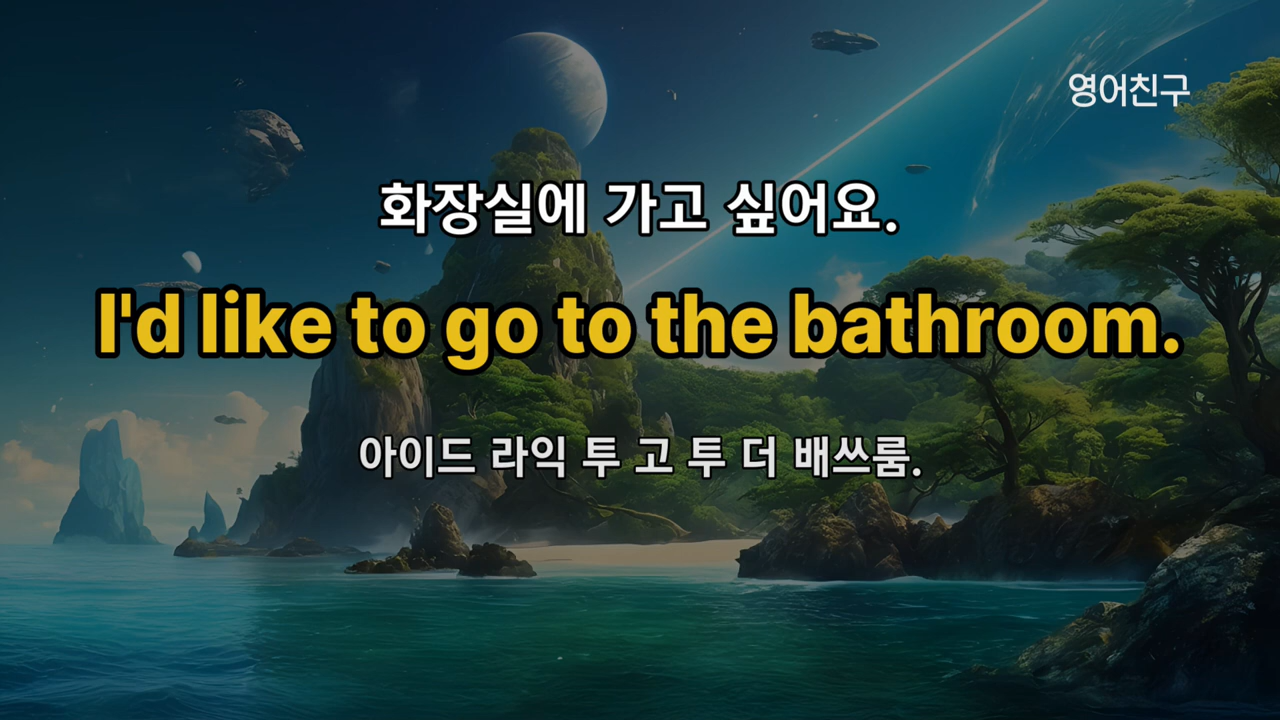 영어친구
화장실에 가고 싶어요.
I'd like to go to the bathroom.
아이드 라익 투 고 투 더 배쓰룸.